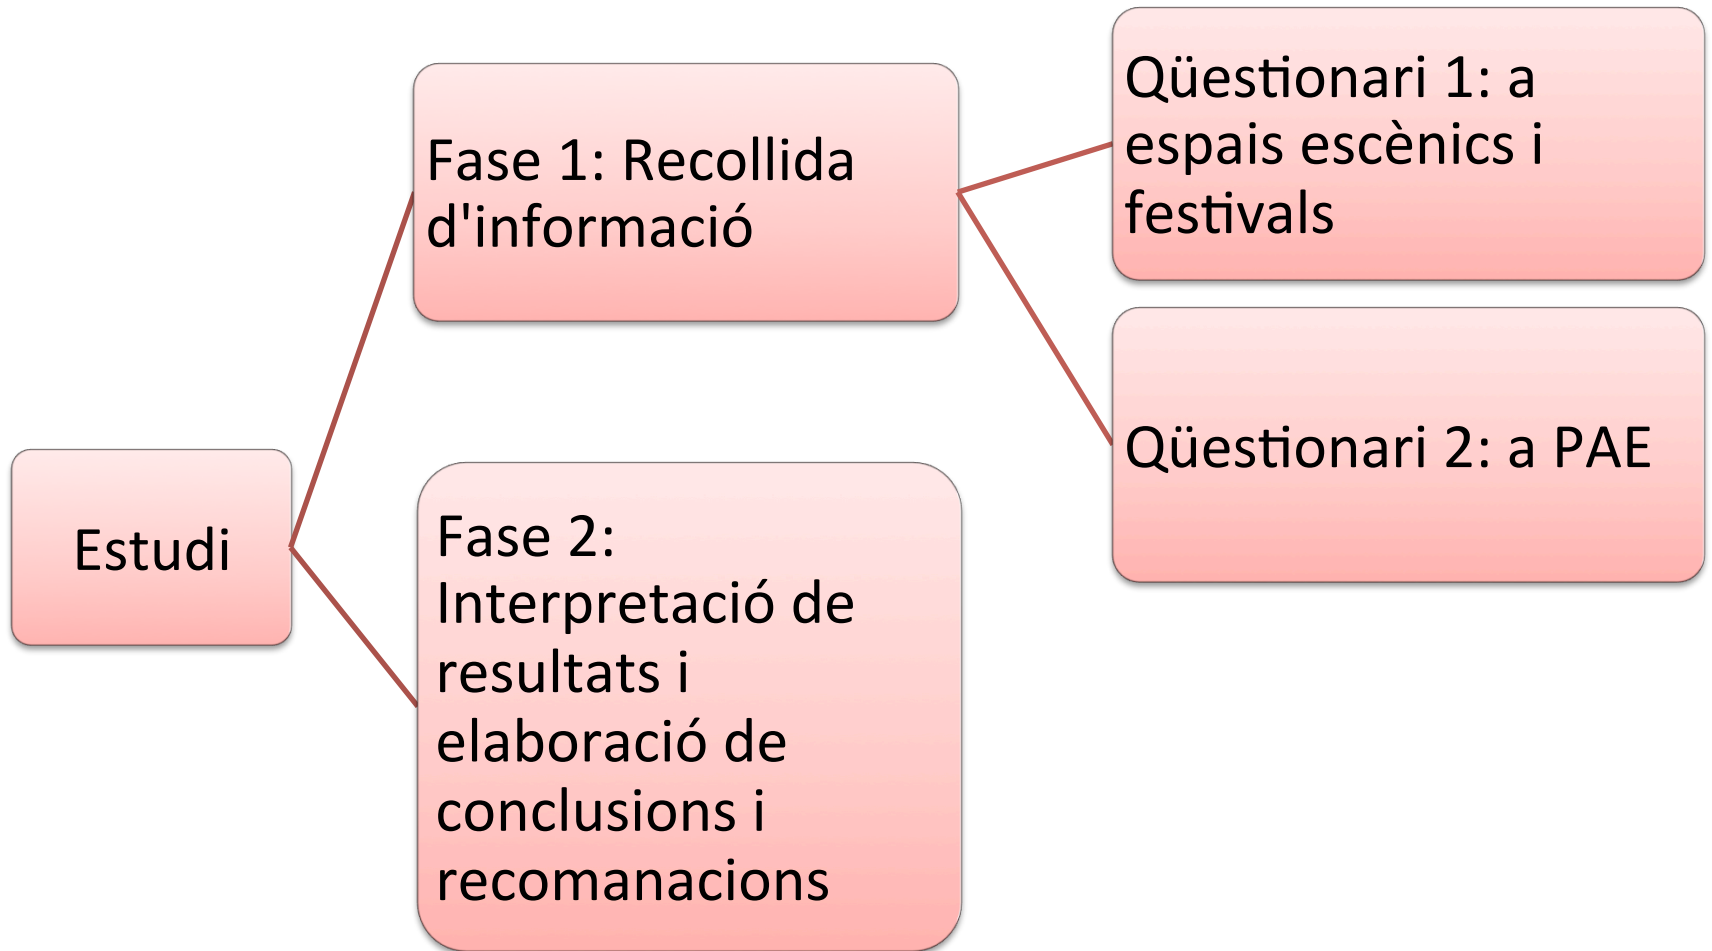 Estudi
Fase 1: Recollida
d'informació
Qüestionari 1: a
espais escènics i
festivals
Qüestionari 2: a PAE
Fase 2:
Interpretació de
resultats i
elaboració de
conclusions i
recomanacions